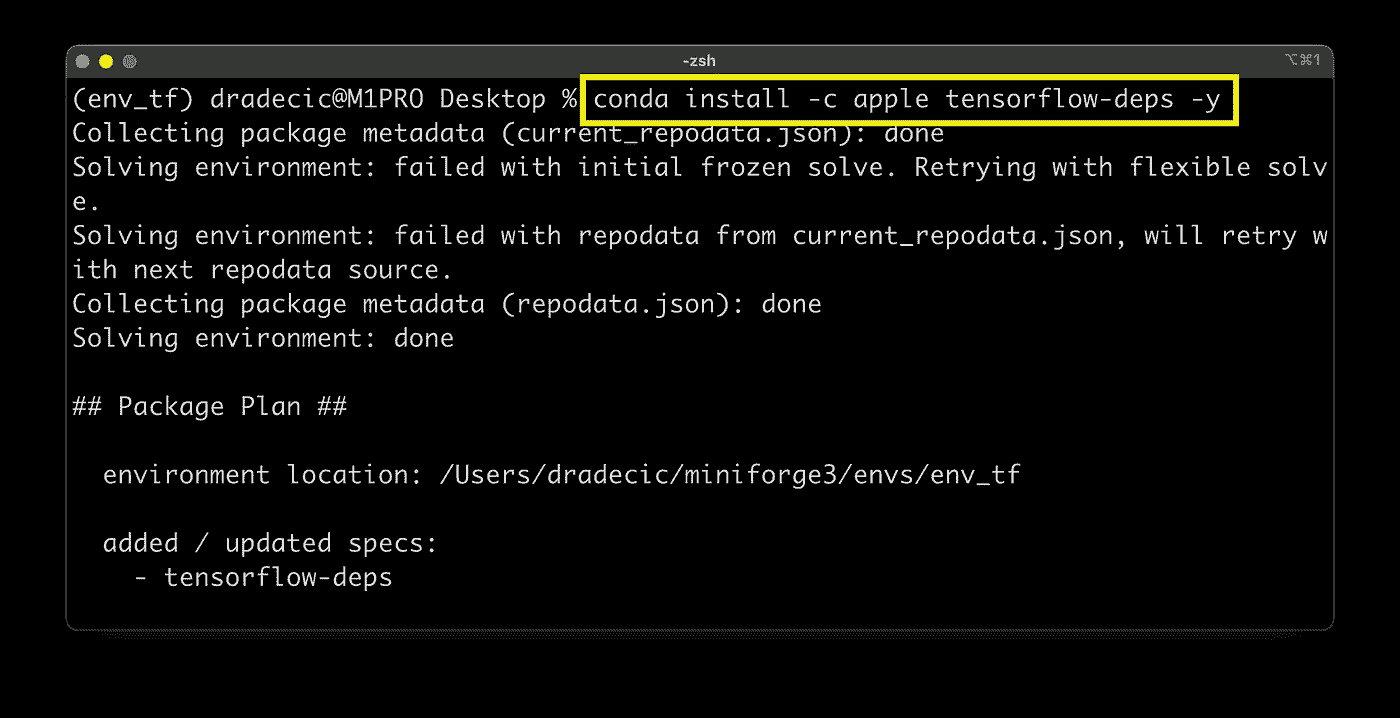 -zsh
⌥⌘1
(env_tf) dradecic@M1PRO Desktop % conda install -c apple tensorflow-deps -y
Collecting package metadata (current_repodata.json): done
Solving environment: failed with initial frozen solve. Retrying with flexible solv
e.
Solving environment: failed with repodata from current_repodata.json, will retry w
ith next repodata source.
Collecting package metadata (repodata.json): done
Solving environment: done
## Package Plan ##
environment location: /Users/dradecic/miniforge3/envs/env_tf
added / updated specs:
- tensorflow-deps